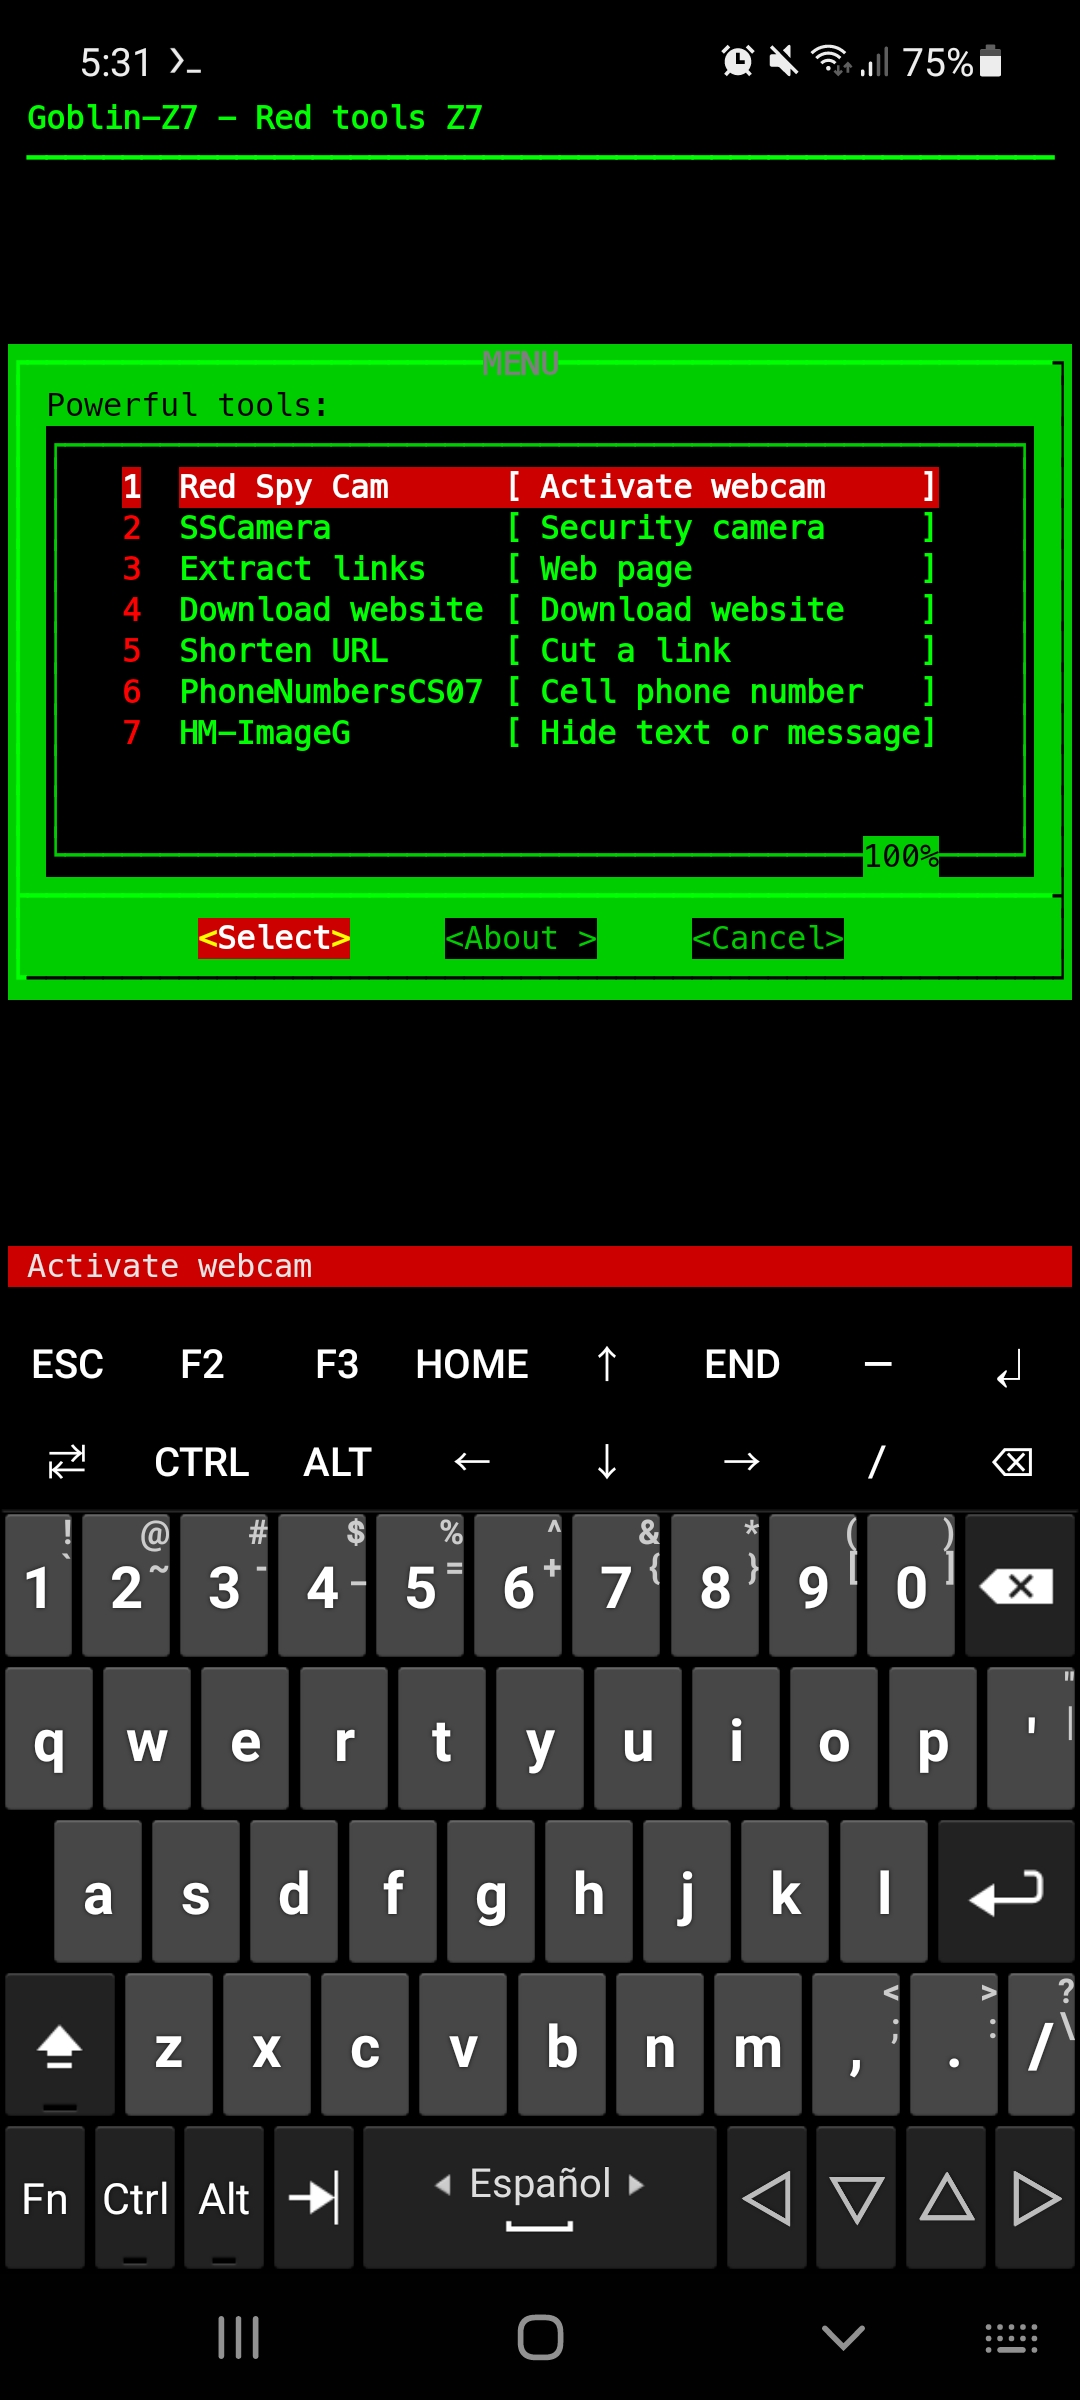 5:31 75%
Goblin-Z7 - Red tools Z7
MENU
Powerful tools:
1 Red Spy Cam [ Activate webcam ]
2 SSCamera [ Security camera ]
3 Extract links [ Web page ]
4 Download website [ Download website ]
5 Shorten URL [ Cut a link ]
6 PhoneNumbersCS07 [ Cell phone number ]
7 HM-ImageG [ Hide text or message]
100%
<Select> <About > <Cancel>
Activate webcam
ESC F2 F3 HOME ↑ END — ↲
CTRL ALT ← ↓ → /
! @ # $ % ^ & * ( )
` ~ - _ = + { } [ ]
1 2 3 4 5 6 7 8 9 0
q w e r t y u i o p ' " |
a s d f g h j k l
z x c v b n m , < ; . > : / ? \
Fn Ctrl Alt Español